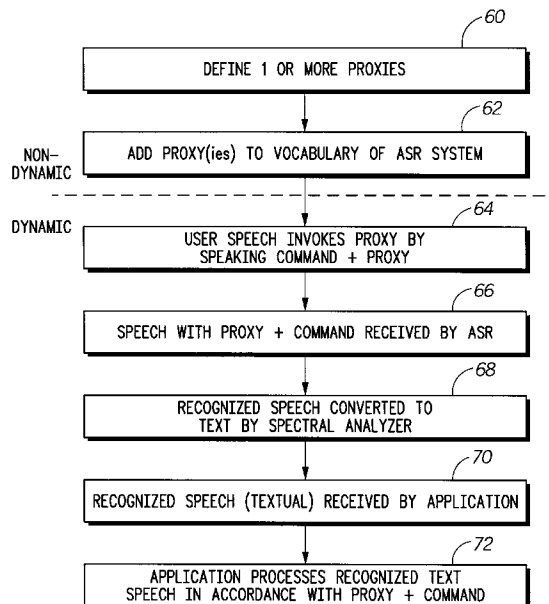 60
DEFINE 1 OR MORE PROXIES
62
ADD PROXY(ies) TO VOCABULARY OF ASR SYSTEM
NON-
DYNAMIC
DYNAMIC
64
USER SPEECH INVOKES PROXY BY
SPEAKING COMMAND + PROXY
66
SPEECH WITH PROXY + COMMAND RECEIVED BY ASR
68
RECOGNIZED SPEECH CONVERTED TO
TEXT BY SPECTRAL ANALYZER
70
RECOGNIZED SPEECH (TEXTUAL) RECEIVED BY APPLICATION
72
APPLICATION PROCESSES RECOGNIZED TEXT
SPEECH IN ACCORDANCE WITH PROXY + COMMAND